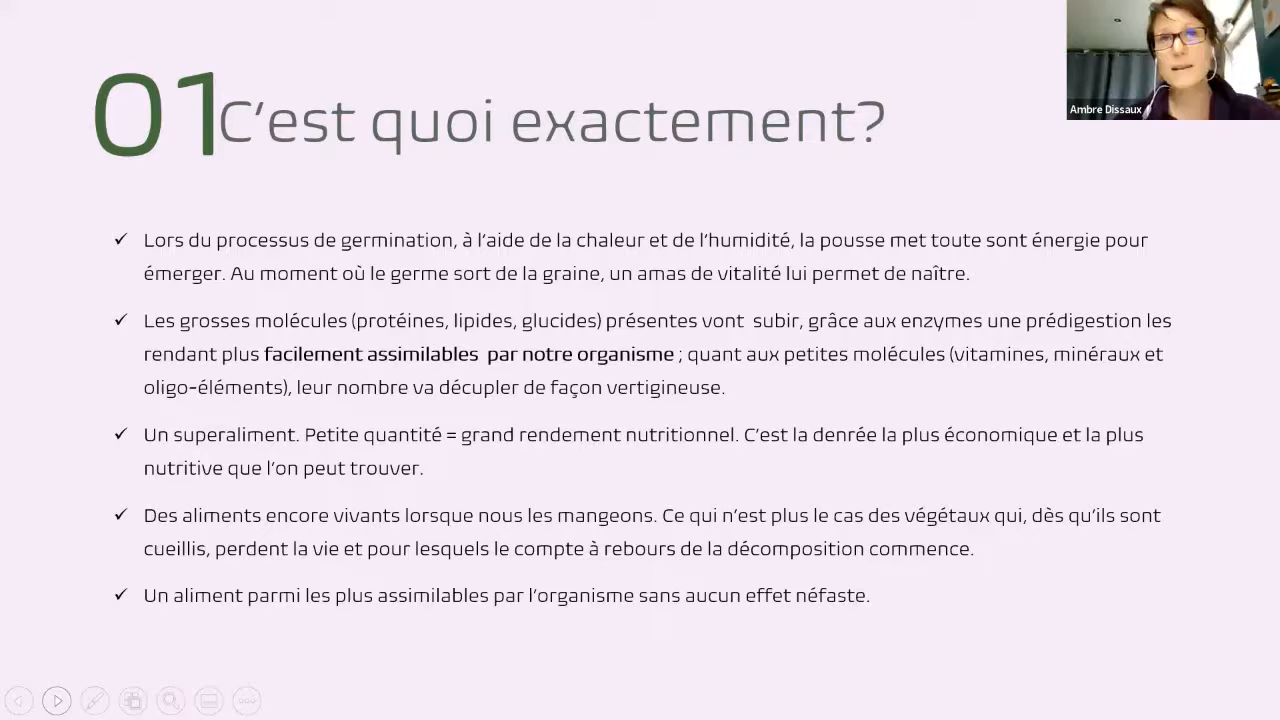 01 C'est quoi exactement?
Ambre Dissaux
✓ Lors du processus de germination, à l'aide de la chaleur et de l'humidité, la pousse met toute sont énergie pour
émerger. Au moment où le germe sort de la graine, un amas de vitalité lui permet de naître.
✓ Les grosses molécules (protéines, lipides, glucides) présentes vont  subir, grâce aux enzymes une prédigestion les
rendant plus facilement assimilables  par notre organisme ; quant aux petites molécules (vitamines, minéraux et
oligo-éléments), leur nombre va décupler de façon vertigineuse.
✓ Un superaliment. Petite quantité = grand rendement nutritionnel. C'est la denrée la plus économique et la plus
nutritive que l'on peut trouver.
✓ Des aliments encore vivants lorsque nous les mangeons. Ce qui n'est plus le cas des végétaux qui, dès qu'ils sont
cueillis, perdent la vie et pour lesquels le compte à rebours de la décomposition commence.
✓ Un aliment parmi les plus assimilables par l'organisme sans aucun effet néfaste.